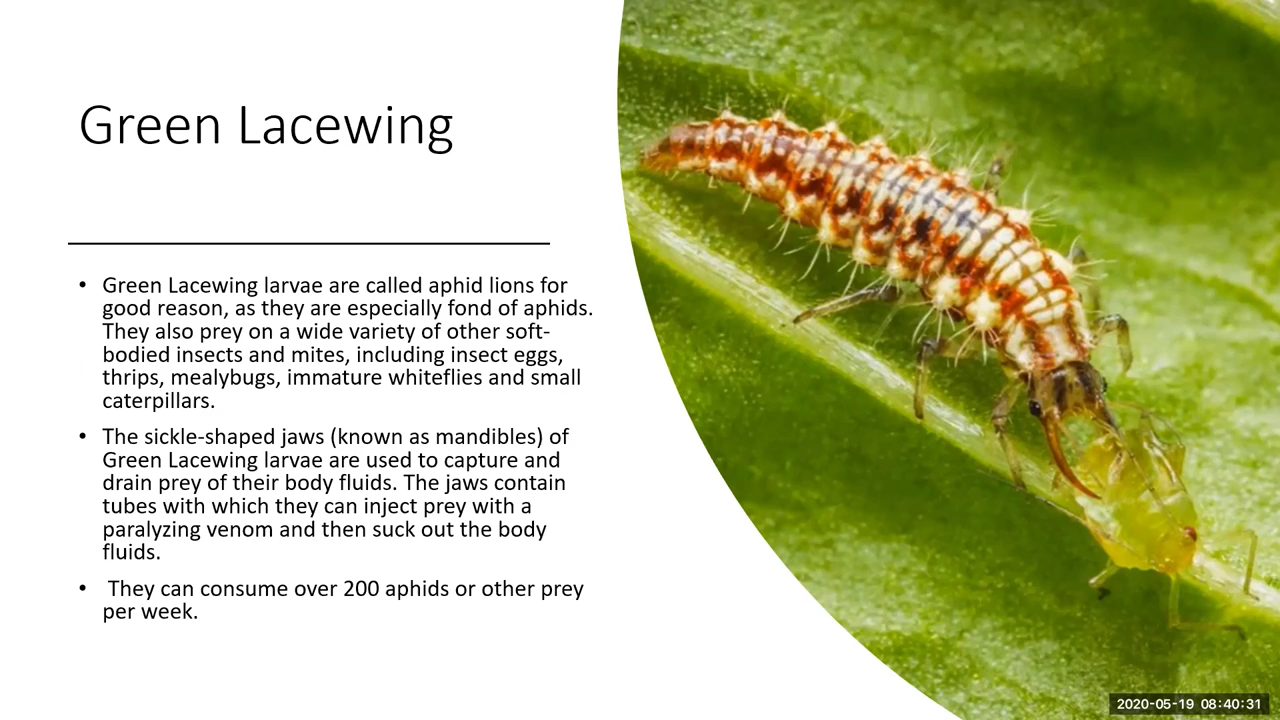 Green Lacewing
• Green Lacewing larvae are called aphid lions for
good reason, as they are especially fond of aphids.
They also prey on a wide variety of other soft-
bodied insects and mites, including insect eggs,
thrips, mealybugs, immature whiteflies and small
caterpillars.
• The sickle-shaped jaws (known as mandibles) of
Green Lacewing larvae are used to capture and
drain prey of their body fluids. The jaws contain
tubes with which they can inject prey with a
paralyzing venom and then suck out the body
fluids.
• They can consume over 200 aphids or other prey
per week.
2020-05-19 08:40:31